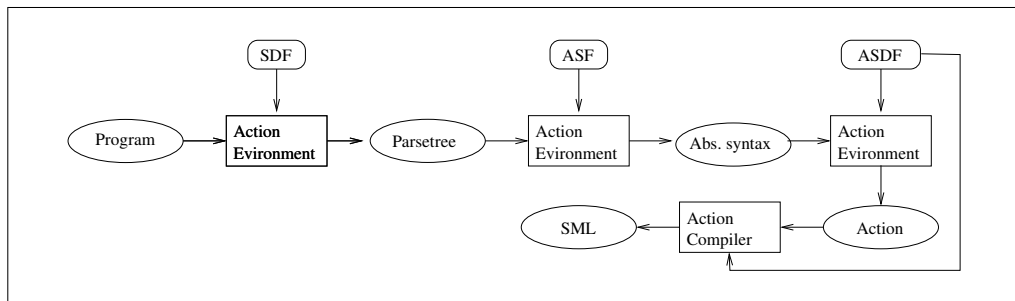 SDF
ASF
ASDF
Program
Action
Evironment
Parsetree
Action
Evironment
Abs. syntax
Action
Evironment
SML
Action
Compiler
Action